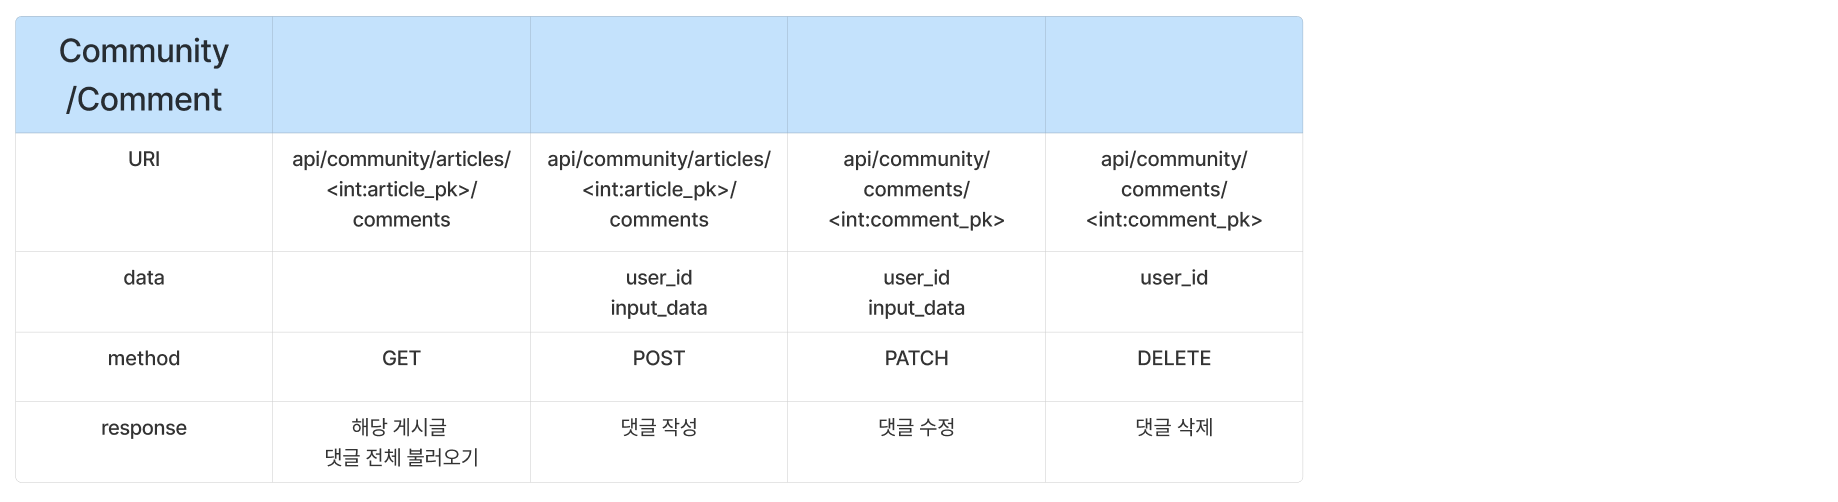 Community
/Comment
URI
api/community/articles/
<int:article_pk>/
comments
api/community/articles/
<int:article_pk>/
comments
api/community/
comments/
<int:comment_pk>
api/community/
comments/
<int:comment_pk>
data
user_id
input_data
user_id
input_data
user_id
method
GET
POST
PATCH
DELETE
response
해당 게시글
댓글 전체 불러오기
댓글 작성
댓글 수정
댓글 삭제